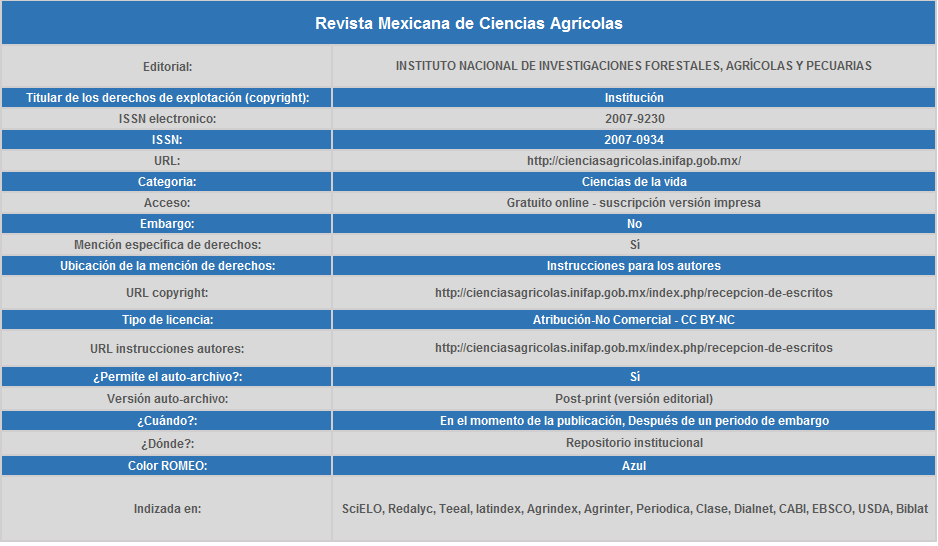 Revista Mexicana de Ciencias Agrícolas
Editorial: INSTITUTO NACIONAL DE INVESTIGACIONES FORESTALES, AGRÍCOLAS Y PECUARIAS
Titular de los derechos de explotación (copyright): Institución
ISSN electronico: 2007-9230
ISSN: 2007-0934
URL: http://cienciasagricolas.inifap.gob.mx/
Categoria: Ciencias de la vida
Acceso: Gratuito online - suscripción versión impresa
Embargo: No
Mención específica de derechos: Sì
Ubicación de la mención de derechos: Instrucciones para los autores
URL copyright: http://cienciasagricolas.inifap.gob.mx/index.php/recepcion-de-escritos
Tipo de licencia: Atribución-No Comercial - CC BY-NC
URL instrucciones autores: http://cienciasagricolas.inifap.gob.mx/index.php/recepcion-de-escritos
¿Permite el auto-archivo?: Sí
Versión auto-archivo: Post-print (versión editorial)
¿Cuándo?: En el momento de la publicación, Después de un periodo de embargo
¿Dónde?: Repositorio institucional
Color ROMEO: Azul
Indizada en: SciELO, Redalyc, Teeal, latindex, Agrindex, Agrinter, Periodica, Clase, Dialnet, CABI, EBSCO, USDA, Biblat